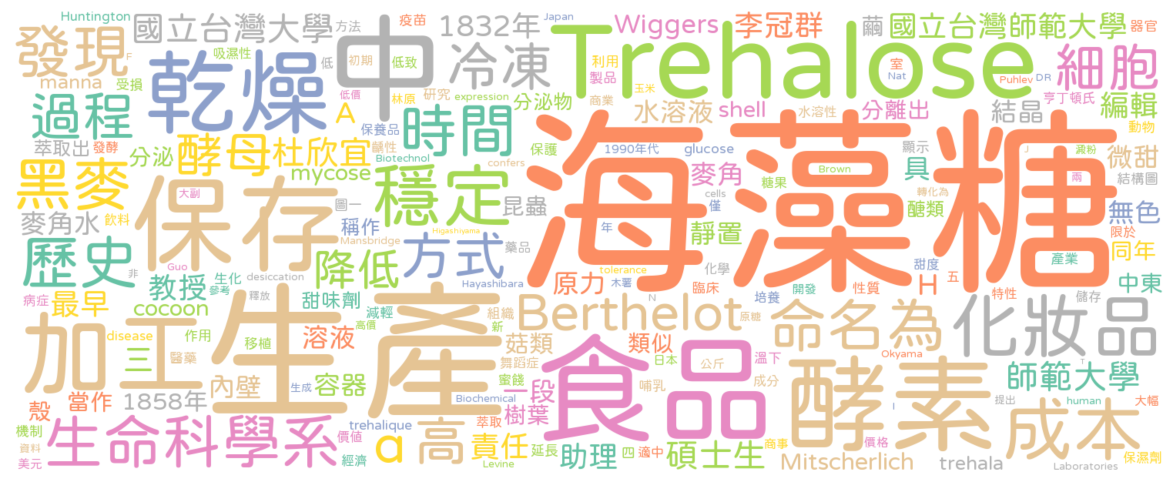 Huntington 國立台灣大學 方法 疫苗 1832年 Japan Wiggers 李冠群 繭 國立台灣師範大學 器官
發現 F 吸濕性 低 初期 低致 中 冷凍 Trehalose 利用 製品 玉米 室 Nat Puhlev DR 細胞
manna 受損 乾燥 低價 林原 研究 expression 分泌物 商業 水溶液 shell 水溶性 分離出 結晶 亨丁頓氏 編輯
過程 A 保養品 鹼性 時間 保護 1990年代 glucose 顯示 J 澱粉 動物
萃取出 發酵 分泌 酵母 杜欣宜 Biotechnol confers 海藻糖 具 微甜
黑麥 大副 mycose 穩定 麥角 糖果 Brown cells 轉化為 兩 結構圖
麥角水 飲料 保存 圖一 稱作 昆蟲 僅 醣類 無色
Mansbridge Higashiyama 年 靜置 限於 同年
歷史 非 Guo 生化 desiccation 降低 方式 藥品 化學 甜度 五 產業 中東
教授 參考 釋放 Hayashibara 原力 tolerance 木薯 臨床 開發 性質 H 特性 儲存
病症 最早 cocoon 甜味劑 減輕 組織 N 培養
加工 生產 高價 新 Berthelot 原糖 命名為 化妝品
disease 作用 移植 溶液 菇類 類似 Okyama T
三 醫藥 內壁 容器 舞蹈症 蜜餞 日本 溫下 食品 酵素 師範大學
殼 當作 1858年 生成 Biochemical 一段 哺乳 公斤 成分 human
機制 生命科學系 價值 trehalique 萃取 樹葉 I 提出 大幅 成本
資料 美元 經濟 a 高 責任 延長 助理 四 適中 碩士生 商事 價格 保濕劑
Levine Mitscherlich trehala Laboratories